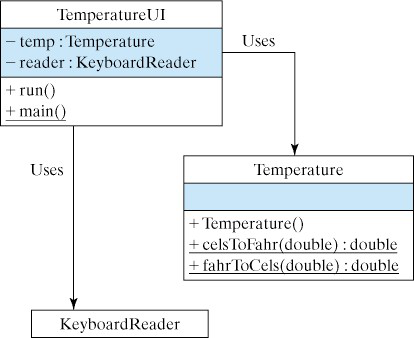 TemperatureUI
− temp : Temperature
− reader : KeyboardReader
+ run()
+ main()
Uses
Uses
Temperature
+ Temperature()
+ celsToFahr(double) : double
+ fahrToCels(double) : double
KeyboardReader